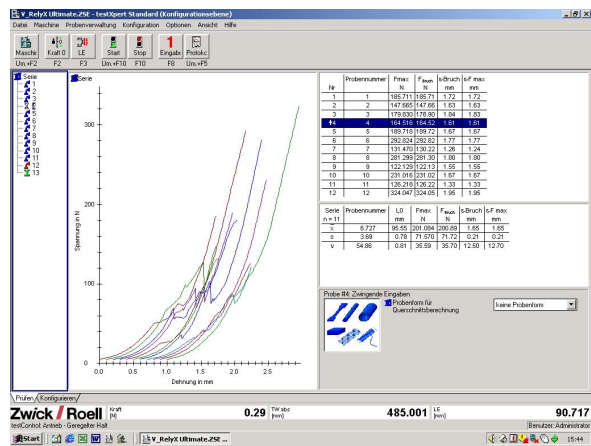 V_RelyX Ultimate.ZSE - testXpert Standard (Konfigurationsebene)
Datei Maschine Probenverwaltung Konfiguration Optionen Ansicht Hilfe
Maschi Kraft 0 LE Start Stop Eingabe Protokc
Um.+F2 F2 F3 Um.+F10 F10 F8 Um.+F5
Serie
1
2
3
4
5
6
7
8
9
10
11
12
13
Serie
Spannung in N
300
200
100
0
0.0 0.5 1.0 1.5 2.0 2.5
Dehnung in mm
Probennummer Fmax F Bruch s-Bruch s-F max
Nr N N mm mm
1 1 185.711 185.71 1.72 1.72
2 2 147.665 147.66 1.63 1.63
3 3 179.830 178.90 1.84 1.83
4 4 164.516 164.52 1.61 1.61
5 5 189.718 189.72 1.67 1.67
6 6 292.824 292.82 1.77 1.77
7 7 131.470 130.22 1.26 1.24
8 8 281.299 281.30 1.80 1.80
9 9 122.129 122.13 1.55 1.55
10 10 231.016 231.02 1.67 1.67
11 11 126.218 126.22 1.33 1.33
12 12 324.047 324.05 1.95 1.95
Serie Probennummer L0 Fmax F Bruch s-Bruch s-F max
n = 11 mm N N mm mm
x 6.727 95.55 201.084 200.89 1.65 1.65
s 3.69 0.78 71.570 71.72 0.21 0.21
v 54.86 0.81 35.59 35.70 12.50 12.70
Probe #4: Zwingende Eingaben
Probenform für
Querschnittsberechnung
keine Probenform
Prüfen Konfigurieren
Zwick / Roell Kraft [N] 0.29 TW abs [mm] 485.001 LE [mm] 90.717
testControl: Antrieb - Geregelter Halt Benutzer: Administrator
Start V_RelyX Ultimate.ZSE ... 15:44